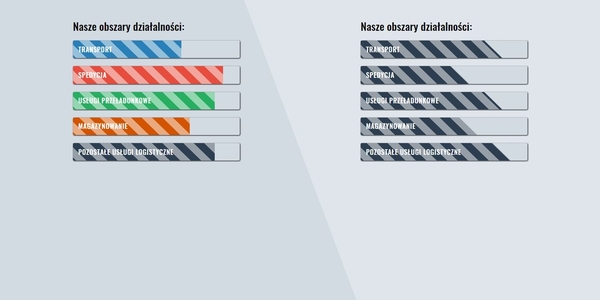 Nasze obszary działalności:
TRANSPORT
SPEDYCJA
USŁUGI PRZEŁADUNKOWE
MAGAZYNOWANIE
POZOSTAŁE USŁUGI LOGISTYCZNE
Nasze obszary działalności:
TRANSPORT
SPEDYCJA
USŁUGI PRZEŁADUNKOWE
MAGAZYNOWANIE
POZOSTAŁE USŁUGI LOGISTYCZNE